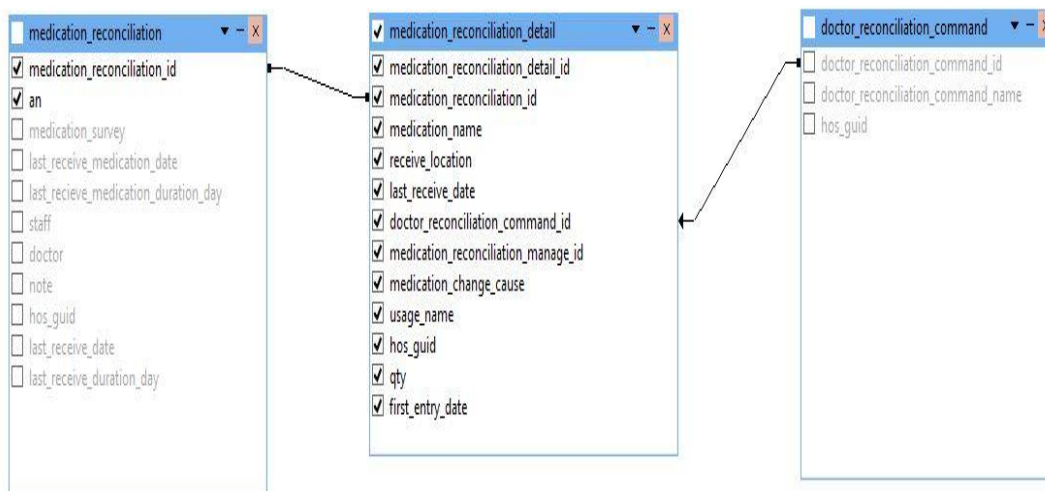 medication_reconciliation
medication_reconciliation_id
an
medication_survey
last_receive_medication_date
last_recieve_medication_duration_day
staff
doctor
note
hos_guid
last_receive_date
last_receive_duration_day
medication_reconciliation_detail
medication_reconciliation_detail_id
medication_reconciliation_id
medication_name
receive_location
last_receive_date
doctor_reconciliation_command_id
medication_reconciliation_manage_id
medication_change_cause
usage_name
hos_guid
qty
first_entry_date
doctor_reconciliation_command
doctor_reconciliation_command_id
doctor_reconciliation_command_name
hos_guid